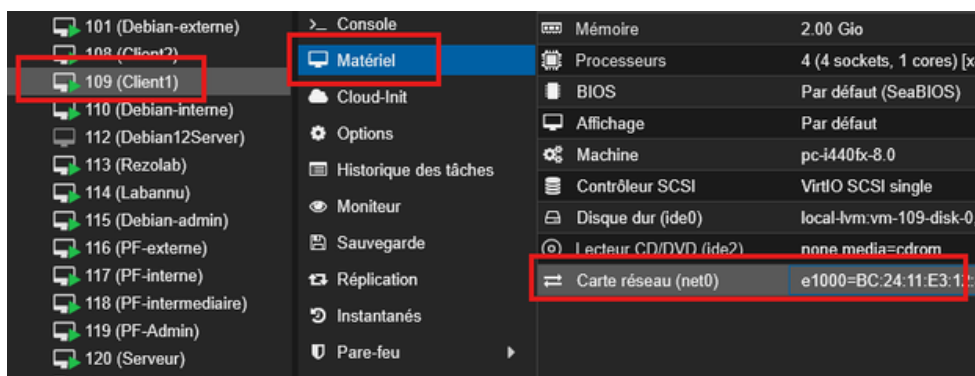 101 (Debian-externe)
108 (Client2)
109 (Client1)
110 (Debian-interne)
112 (Debian12Server)
113 (Rezolab)
114 (Labannu)
115 (Debian-admin)
116 (PF-externe)
117 (PF-interne)
118 (PF-intermediaire)
119 (PF-Admin)
120 (Serveur)
>_ Console
Matériel
Cloud-Init
Options
Historique des tâches
Moniteur
Sauvegarde
Réplication
Instantanés
Pare-feu
Mémoire 2.00 Gio
Processeurs 4 (4 sockets, 1 cores) [x
BIOS Par défaut (SeaBIOS)
Affichage Par défaut
Machine pc-i440fx-8.0
Contrôleur SCSI VirtIO SCSI single
Disque dur (ide0) local-lvm:vm-109-disk-0
Lecteur CD/DVD (ide2) none,media=cdrom
Carte réseau (net0) e1000=BC:24:11:E3:12: